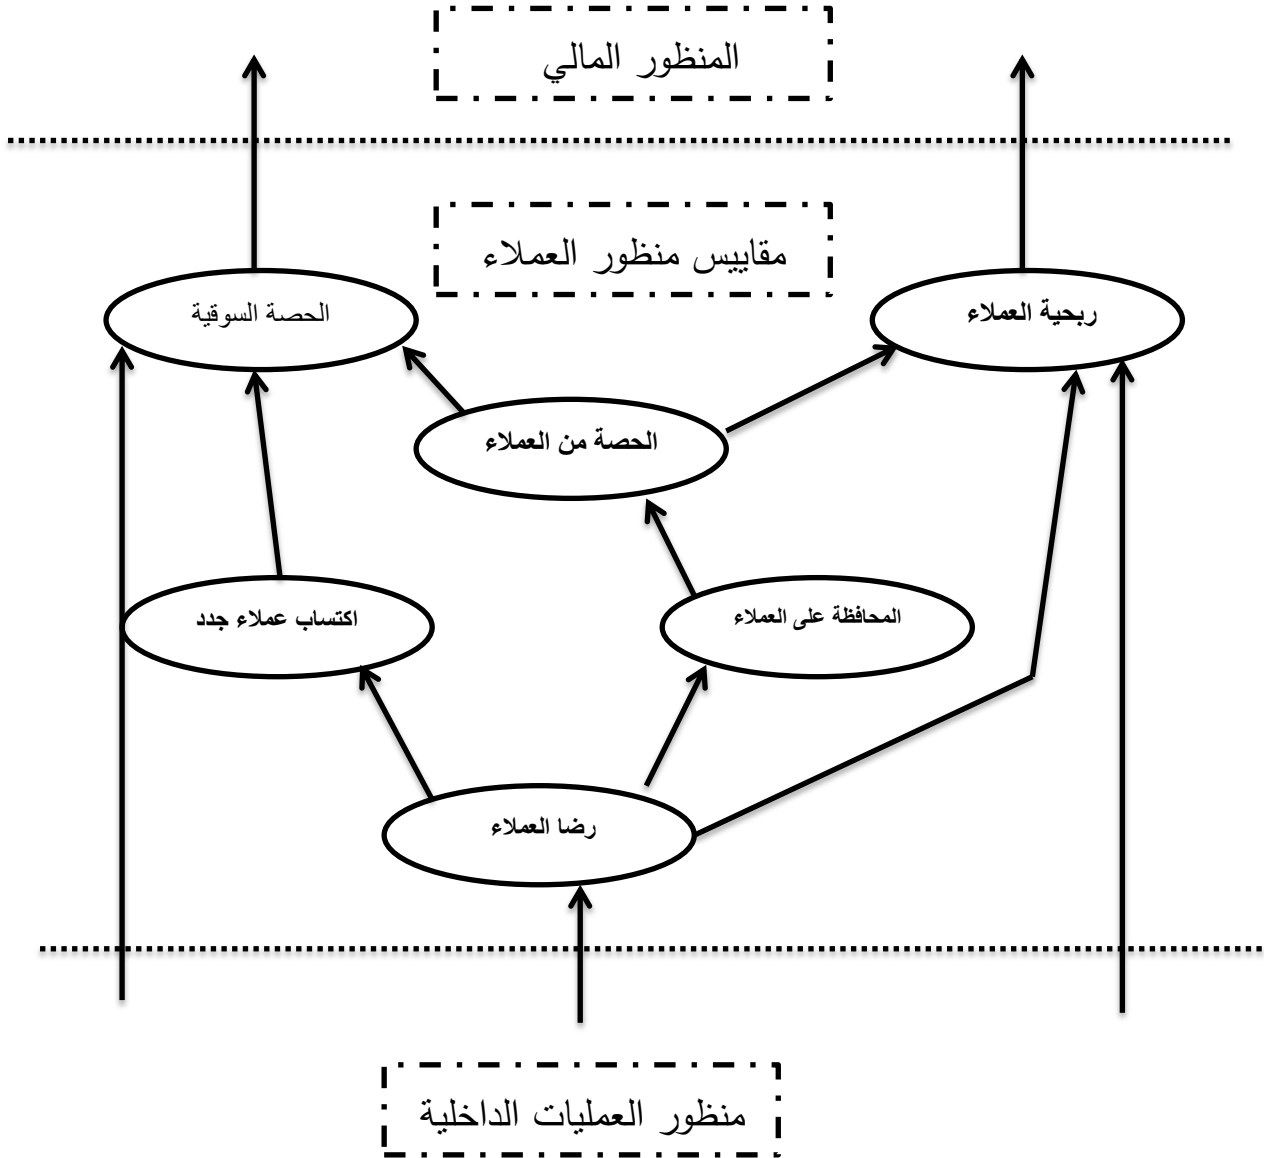 المنظور المالي
مقاييس منظور العملاء
ربحية العملاء
الحصة السوقية
الحصة من العملاء
المحافظة على العملاء
اكتساب عملاء جدد
رضا العملاء
منظور العمليات الداخلية